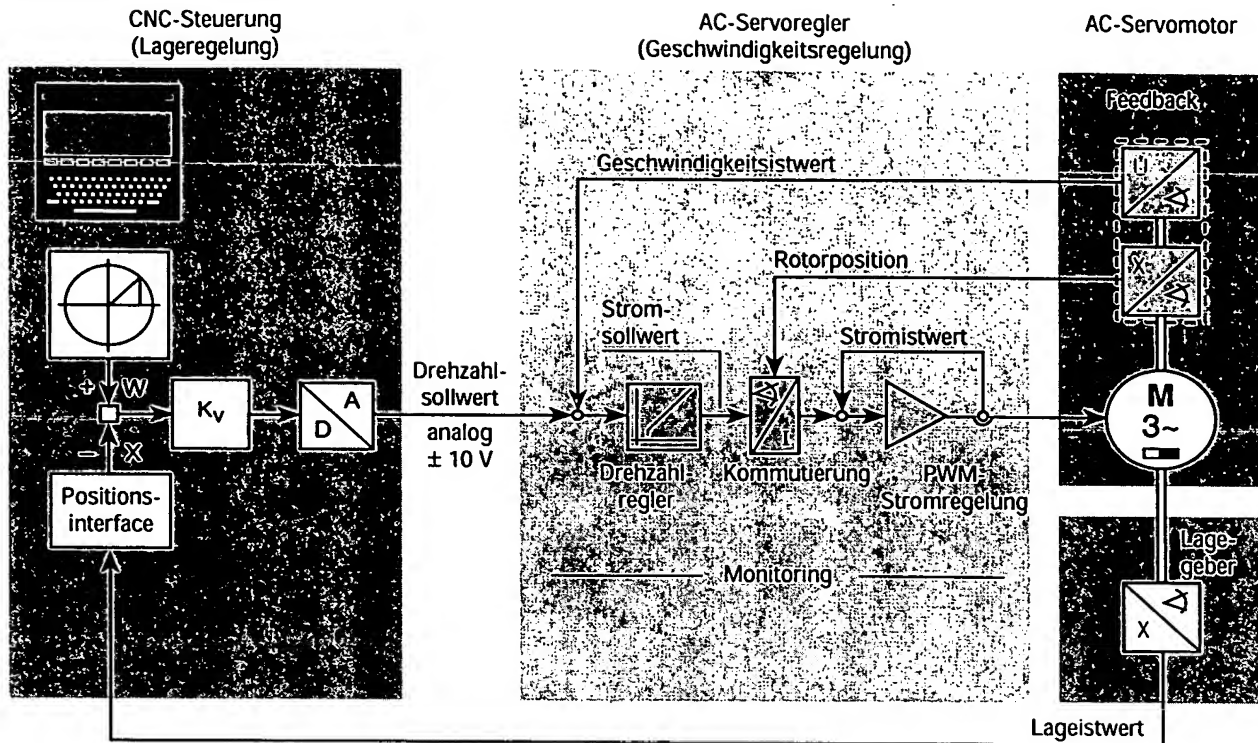 CNC-Steuerung
(Lageregelung)
AC-Servoregler
(Geschwindigkeitsregelung)
AC-Servomotor
Feedback
Geschwindigkeitsistwert
Ü
Rotorposition
X
Strom-
sollwert
Stromistwert
Drehzahl-
sollwert
analog
± 10 V
+ W
Kv
D A
- X
Positions-
interface
I
Drehzahl
regler
Kommutierung
PWM-
Stromregelung
M
3~
Monitoring
Lage-
geber
X
Lageistwert